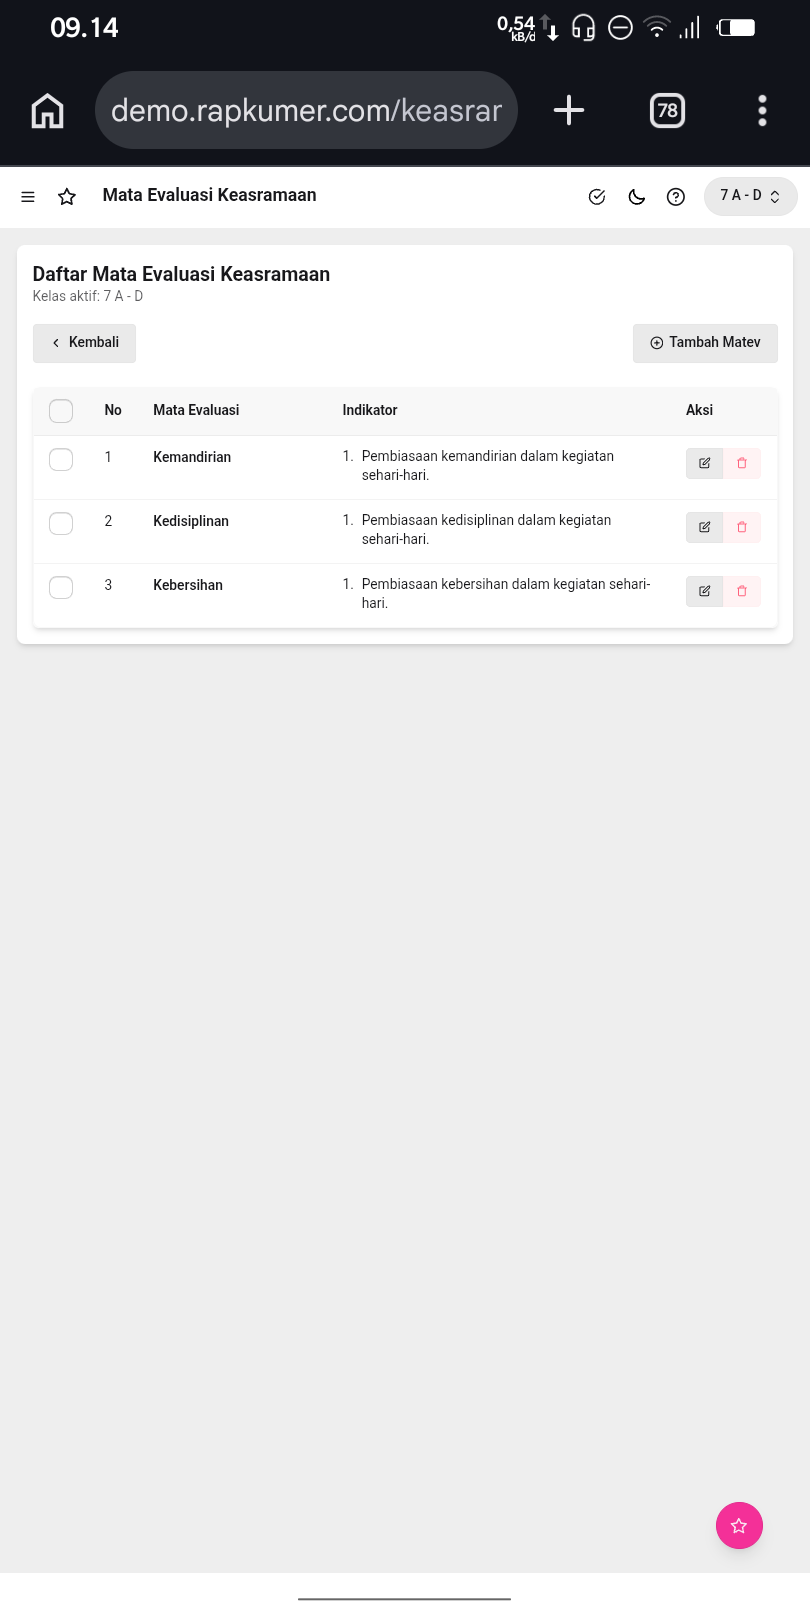 09.14
0,54
kB/d
demo.rapkumer.com/keasrar
78
Mata Evaluasi Keasramaan
7 A - D
Daftar Mata Evaluasi Keasramaan
Kelas aktif: 7 A - D
Kembali
Tambah Matev
No Mata Evaluasi Indikator Aksi
1 Kemandirian 1. Pembiasaan kemandirian dalam kegiatan
sehari-hari.
2 Kedisiplinan 1. Pembiasaan kedisiplinan dalam kegiatan
sehari-hari.
3 Kebersihan 1. Pembiasaan kebersihan dalam kegiatan sehari-
hari.